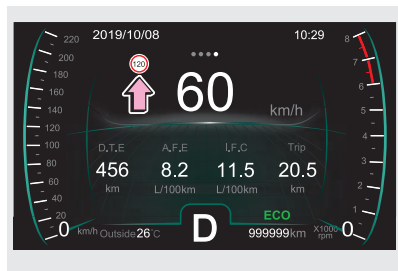 2019/10/08 10:29
120
60 km/h
D.T.E A.F.E I.F.C Trip
456 8.2 11.5 20.5
km L/100km L/100km km
220
200
180
160
140
120
100
80
60
40
20
0 km/h
8
7
6
5
4
3
2
1
0 X1000 rpm
ECO
Outside 26°C D 999999km